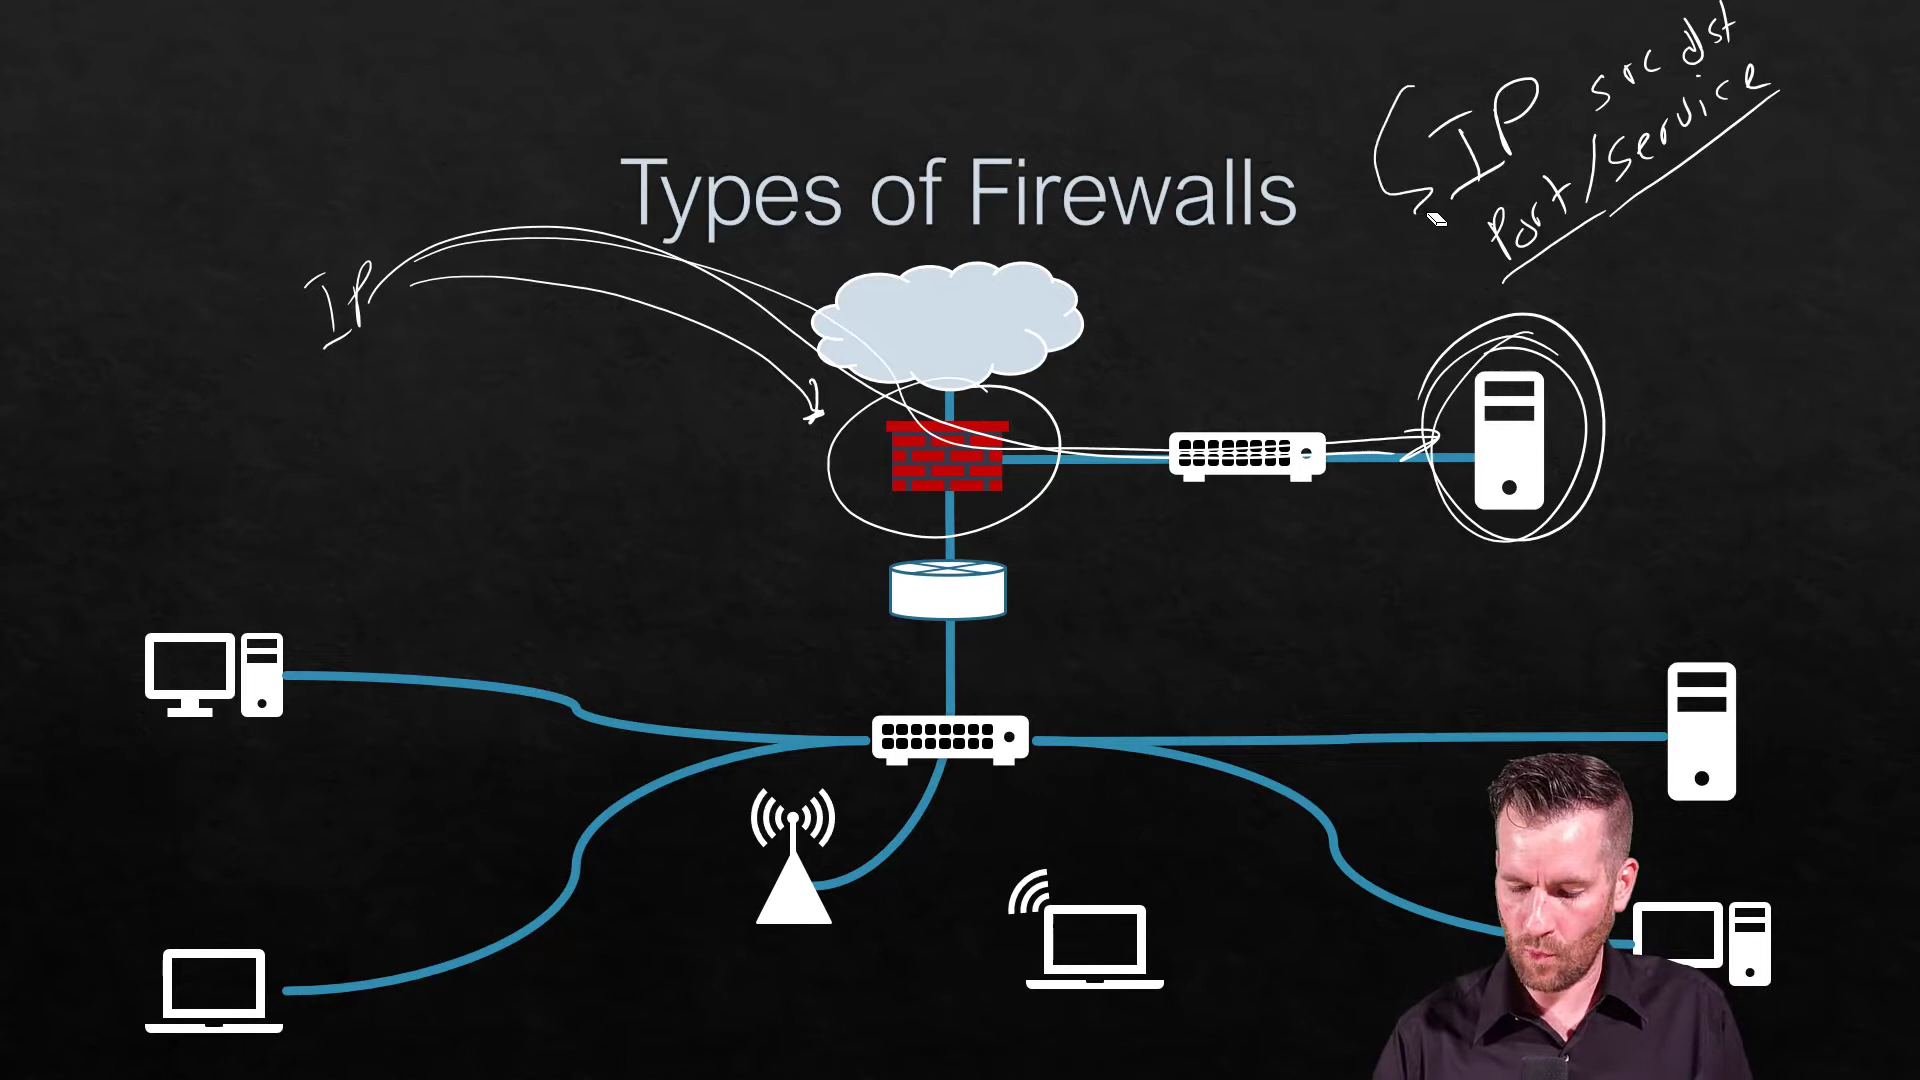 IP src dst
Port/Service
Types of Firewalls
IP